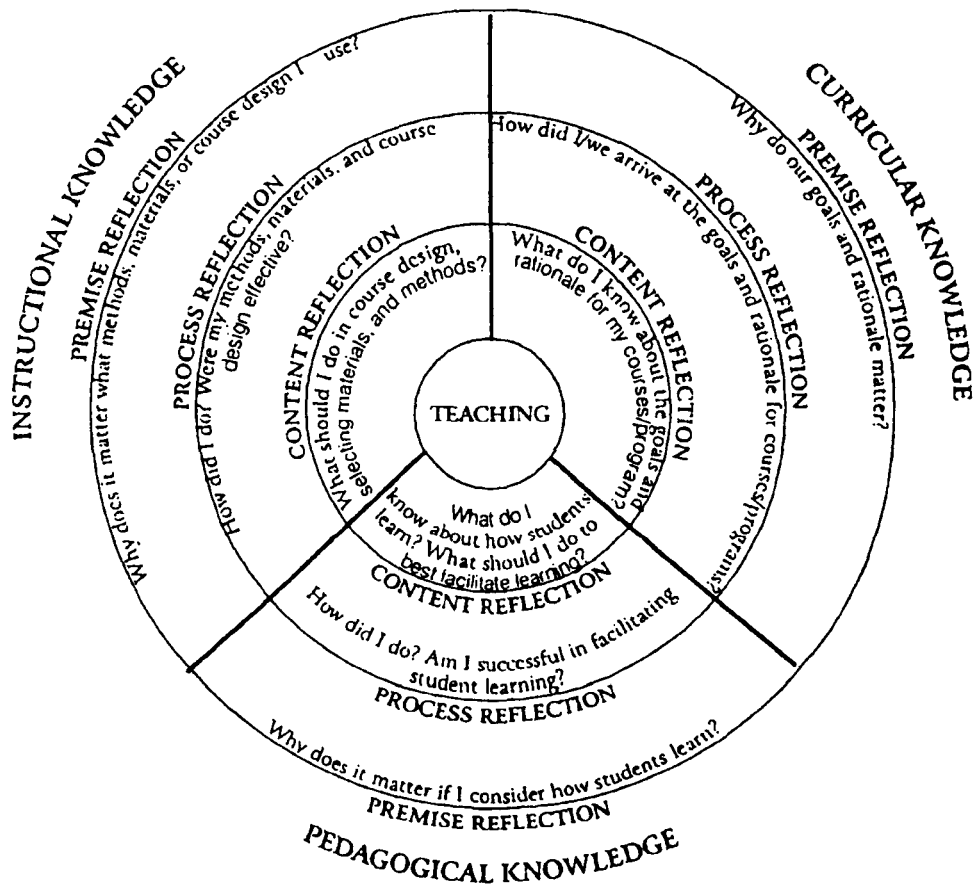 INSTRUCTIONAL KNOWLEDGE
PREMISE REFLECTION
Why does it matter what methods, materials, or course design I use?
PROCESS REFLECTION
How did I do? Were my methods, materials, and course
design effective?
CONTENT REFLECTION
What should I do in course design,
selecting materials, and methods?
CURRICULAR KNOWLEDGE
PREMISE REFLECTION
Why do our goals and rationale matter?
PROCESS REFLECTION
How did I/we arrive at the goals and rationale for courses/programs?
CONTENT REFLECTION
What do I know about the goals and
rationale for my courses/program?
TEACHING
What do I
know about how students
learn? What should I do to
best facilitate learning?
CONTENT REFLECTION
How did I do? Am I successful in facilitating
student learning?
PROCESS REFLECTION
Why does it matter if I consider how students learn?
PREMISE REFLECTION
PEDAGOGICAL KNOWLEDGE